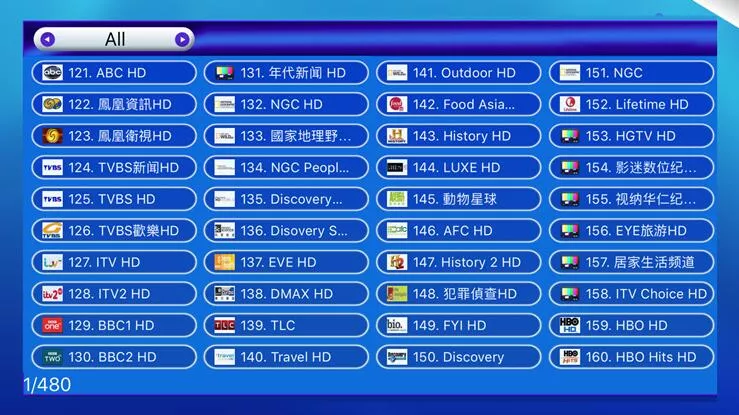 All
121. ABC HD
122. 鳳凰資訊HD
123. 鳳凰衛視HD
124. TVBS新闻HD
125. TVBS HD
126. TVBS歡樂HD
127. ITV HD
128. ITV2 HD
129. BBC1 HD
130. BBC2 HD
131. 年代新闻 HD
132. NGC HD
133. 國家地理野...
134. NGC Peopl...
135. Discovery...
136. Disovery S...
137. EVE HD
138. DMAX HD
139. TLC
140. Travel HD
141. Outdoor HD
142. Food Asia...
143. History HD
144. LUXE HD
145. 動物星球
146. AFC HD
147. History 2 HD
148. 犯罪偵查HD
149. FYI HD
150. Discovery
151. NGC
152. Lifetime HD
153. HGTV HD
154. 影迷数位纪...
155. 视纳华仁纪...
156. EYE旅游HD
157. 居家生活频道
158. ITV Choice HD
159. HBO HD
160. HBO Hits HD
1/480